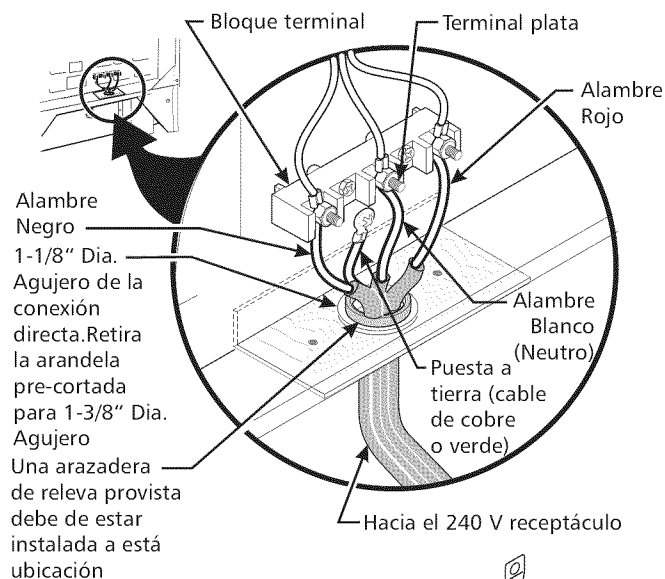 Bloque terminal
Terminal plata
Alambre
Rojo
Alambre
Negro
1-1/8“ Dia.
Agujero de la
conexión
directa.Retira
la arandela
pre-cortada
para 1-3/8“ Dia.
Agujero
Una arazadera
de releva provista
debe de estar
instalada a está
ubicación
Alambre
Blanco
(Neutro)
Puesta a
tierra (cable
de cobre
o verde)
Hacia el 240 V receptáculo